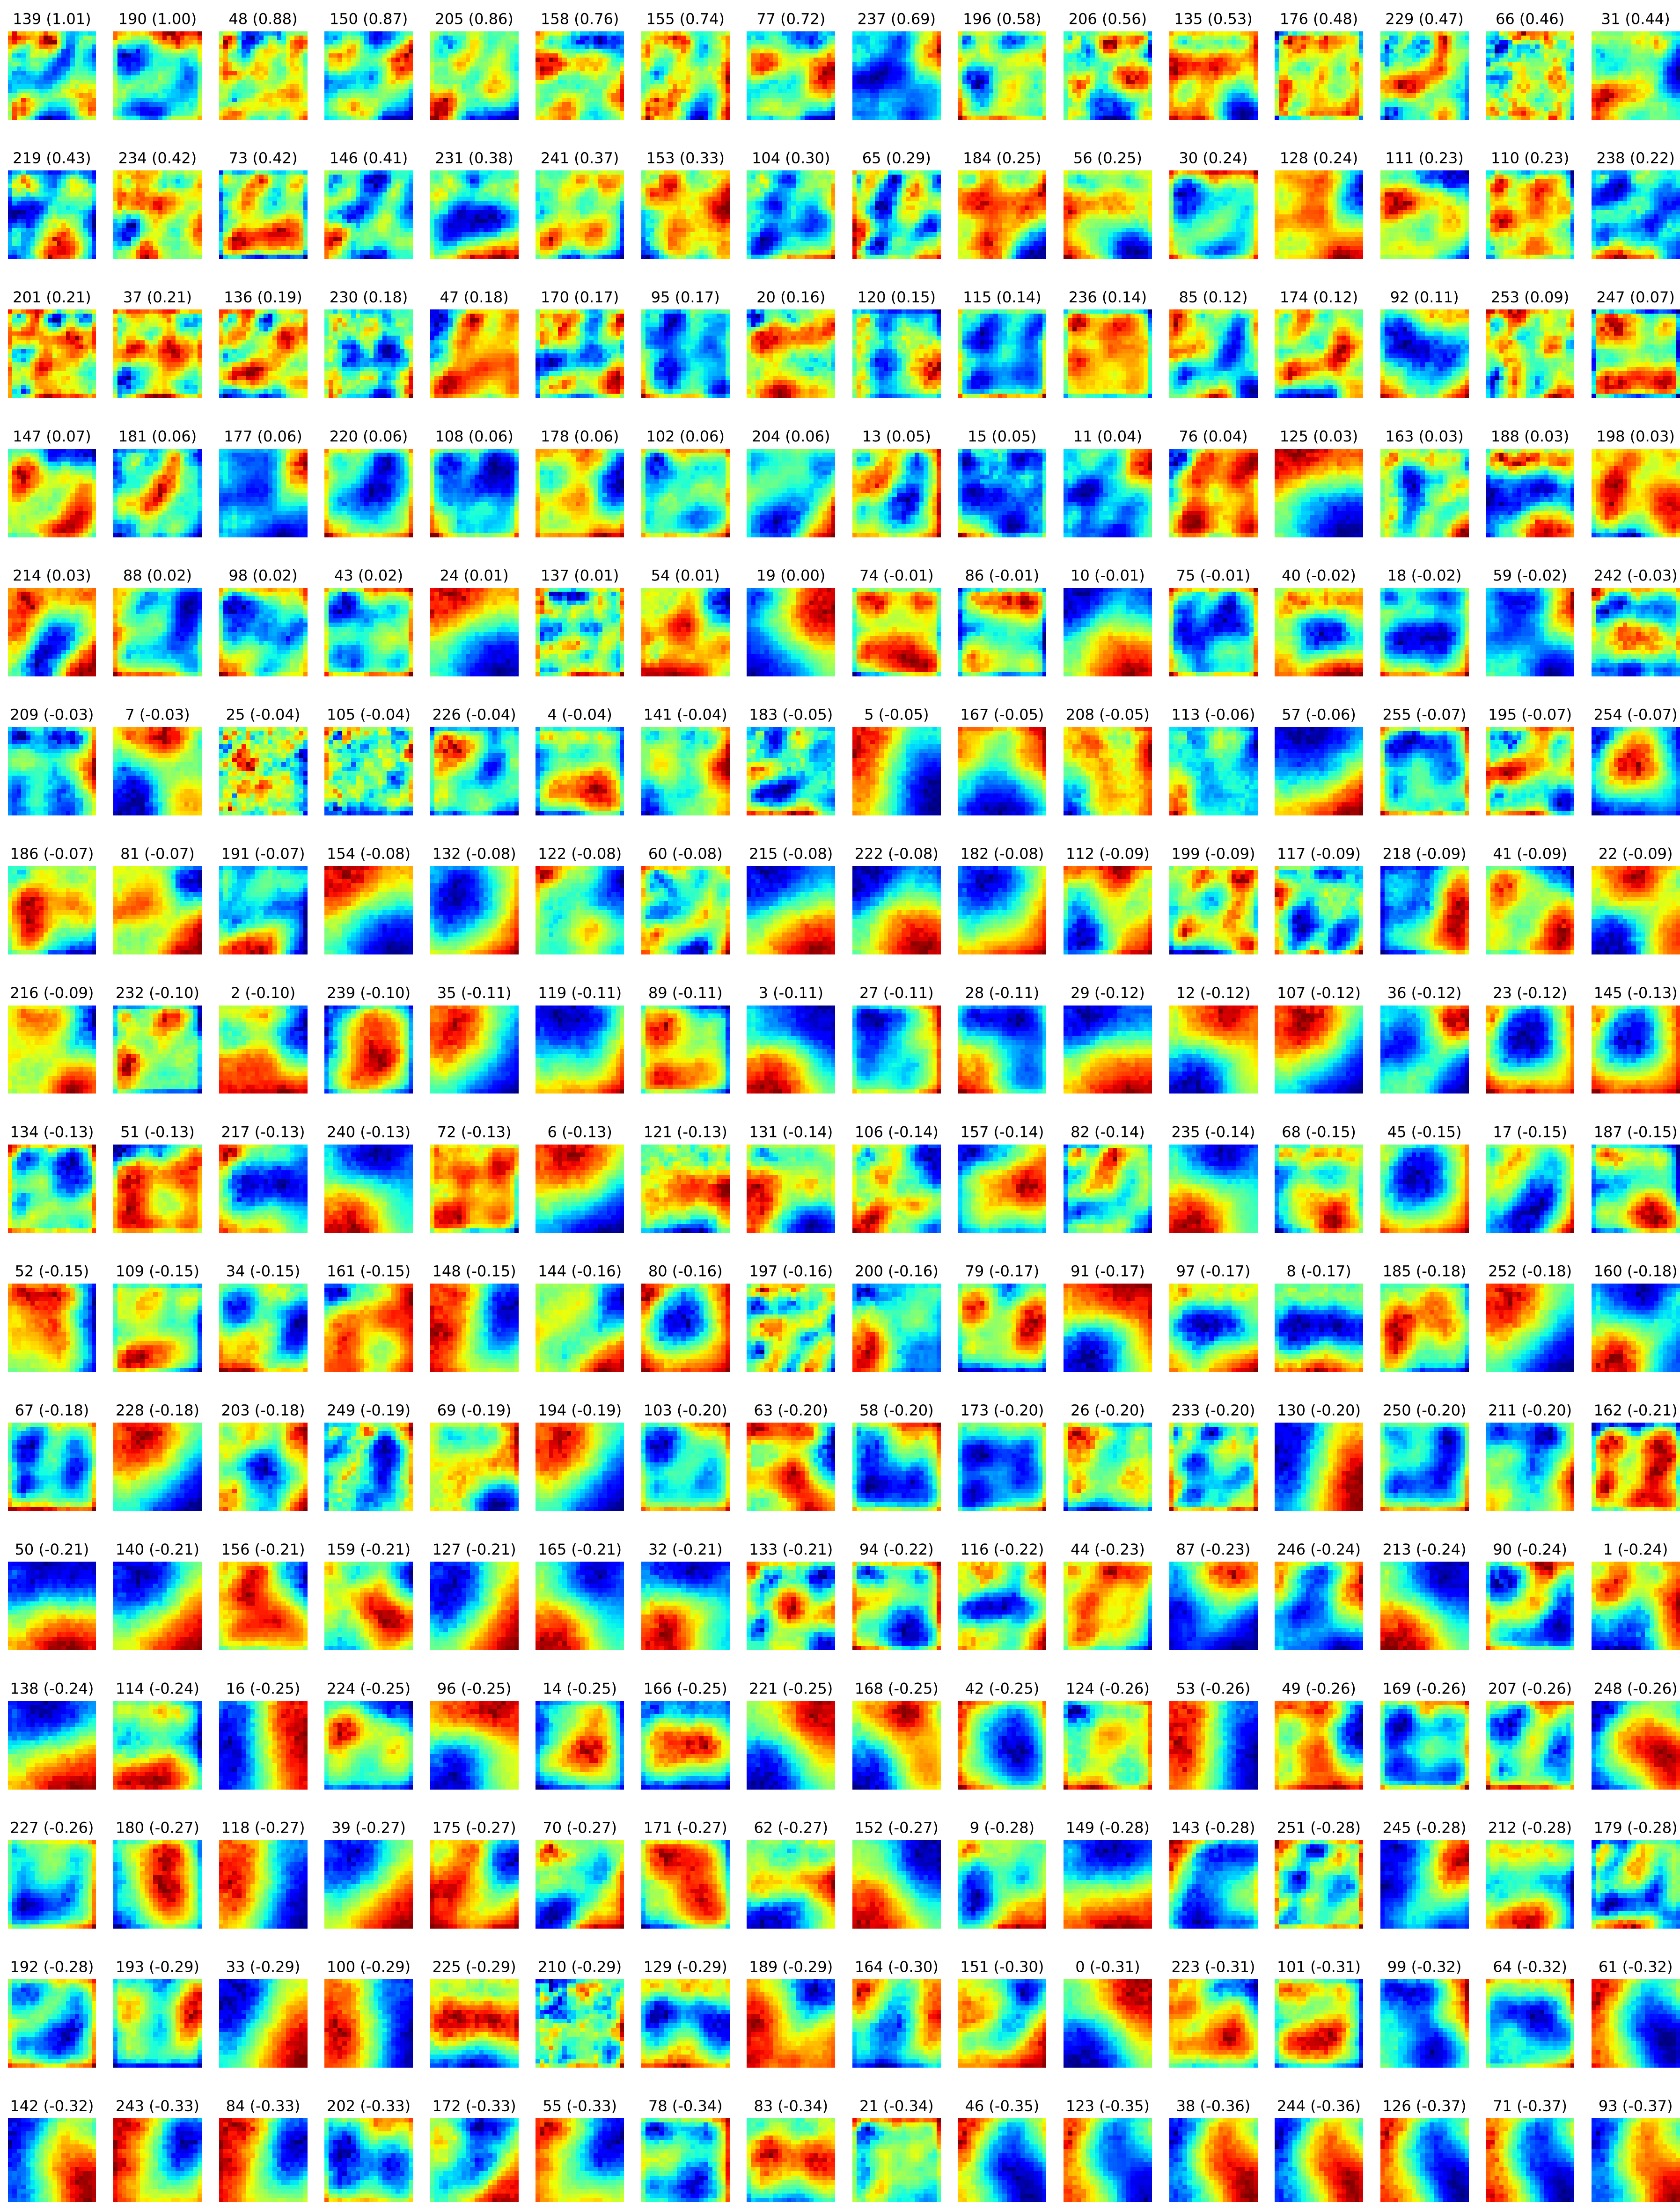 139 (1.01) 190 (1.00) 48 (0.88) 150 (0.87) 205 (0.86) 158 (0.76) 155 (0.74) 77 (0.72) 237 (0.69) 196 (0.58) 206 (0.56) 135 (0.53) 176 (0.48) 229 (0.47) 66 (0.46) 31 (0.44)
219 (0.43) 234 (0.42) 73 (0.42) 146 (0.41) 231 (0.38) 241 (0.37) 153 (0.33) 104 (0.30) 65 (0.29) 184 (0.25) 56 (0.25) 30 (0.24) 128 (0.24) 111 (0.23) 110 (0.23) 238 (0.22)
201 (0.21) 37 (0.21) 136 (0.19) 230 (0.18) 47 (0.18) 170 (0.17) 95 (0.17) 20 (0.16) 120 (0.15) 115 (0.14) 236 (0.14) 85 (0.12) 174 (0.12) 92 (0.11) 253 (0.09) 247 (0.07)
147 (0.07) 181 (0.06) 177 (0.06) 220 (0.06) 108 (0.06) 178 (0.06) 102 (0.06) 204 (0.06) 13 (0.05) 15 (0.05) 11 (0.04) 76 (0.04) 125 (0.03) 163 (0.03) 188 (0.03) 198 (0.03)
214 (0.03) 88 (0.02) 98 (0.02) 43 (0.02) 24 (0.01) 137 (0.01) 54 (0.01) 19 (0.00) 74 (-0.01) 86 (-0.01) 10 (-0.01) 75 (-0.01) 40 (-0.02) 18 (-0.02) 59 (-0.02) 242 (-0.03)
209 (-0.03) 7 (-0.03) 25 (-0.04) 105 (-0.04) 226 (-0.04) 4 (-0.04) 141 (-0.04) 183 (-0.05) 5 (-0.05) 167 (-0.05) 208 (-0.05) 113 (-0.06) 57 (-0.06) 255 (-0.07) 195 (-0.07) 254 (-0.07)
186 (-0.07) 81 (-0.07) 191 (-0.07) 154 (-0.08) 132 (-0.08) 122 (-0.08) 60 (-0.08) 215 (-0.08) 222 (-0.08) 182 (-0.08) 112 (-0.09) 199 (-0.09) 117 (-0.09) 218 (-0.09) 41 (-0.09) 22 (-0.09)
216 (-0.09) 232 (-0.10) 2 (-0.10) 239 (-0.10) 35 (-0.11) 119 (-0.11) 89 (-0.11) 3 (-0.11) 27 (-0.11) 28 (-0.11) 29 (-0.12) 12 (-0.12) 107 (-0.12) 36 (-0.12) 23 (-0.12) 145 (-0.13)
134 (-0.13) 51 (-0.13) 217 (-0.13) 240 (-0.13) 72 (-0.13) 6 (-0.13) 121 (-0.13) 131 (-0.14) 106 (-0.14) 157 (-0.14) 82 (-0.14) 235 (-0.14) 68 (-0.15) 45 (-0.15) 17 (-0.15) 187 (-0.15)
52 (-0.15) 109 (-0.15) 34 (-0.15) 161 (-0.15) 148 (-0.15) 144 (-0.16) 80 (-0.16) 197 (-0.16) 200 (-0.16) 79 (-0.17) 91 (-0.17) 97 (-0.17) 8 (-0.17) 185 (-0.18) 252 (-0.18) 160 (-0.18)
67 (-0.18) 228 (-0.18) 203 (-0.18) 249 (-0.19) 69 (-0.19) 194 (-0.19) 103 (-0.20) 63 (-0.20) 58 (-0.20) 173 (-0.20) 26 (-0.20) 233 (-0.20) 130 (-0.20) 250 (-0.20) 211 (-0.20) 162 (-0.21)
50 (-0.21) 140 (-0.21) 156 (-0.21) 159 (-0.21) 127 (-0.21) 165 (-0.21) 32 (-0.21) 133 (-0.21) 94 (-0.22) 116 (-0.22) 44 (-0.23) 87 (-0.23) 246 (-0.24) 213 (-0.24) 90 (-0.24) 1 (-0.24)
138 (-0.24) 114 (-0.24) 16 (-0.25) 224 (-0.25) 96 (-0.25) 14 (-0.25) 166 (-0.25) 221 (-0.25) 168 (-0.25) 42 (-0.25) 124 (-0.26) 53 (-0.26) 49 (-0.26) 169 (-0.26) 207 (-0.26) 248 (-0.26)
227 (-0.26) 180 (-0.27) 118 (-0.27) 39 (-0.27) 175 (-0.27) 70 (-0.27) 171 (-0.27) 62 (-0.27) 152 (-0.27) 9 (-0.28) 149 (-0.28) 143 (-0.28) 251 (-0.28) 245 (-0.28) 212 (-0.28) 179 (-0.28)
192 (-0.28) 193 (-0.29) 33 (-0.29) 100 (-0.29) 225 (-0.29) 210 (-0.29) 129 (-0.29) 189 (-0.29) 164 (-0.30) 151 (-0.30) 0 (-0.31) 223 (-0.31) 101 (-0.31) 99 (-0.32) 64 (-0.32) 61 (-0.32)
142 (-0.32) 243 (-0.33) 84 (-0.33) 202 (-0.33) 172 (-0.33) 55 (-0.33) 78 (-0.34) 83 (-0.34) 21 (-0.34) 46 (-0.35) 123 (-0.35) 38 (-0.36) 244 (-0.36) 126 (-0.37) 71 (-0.37) 93 (-0.37)